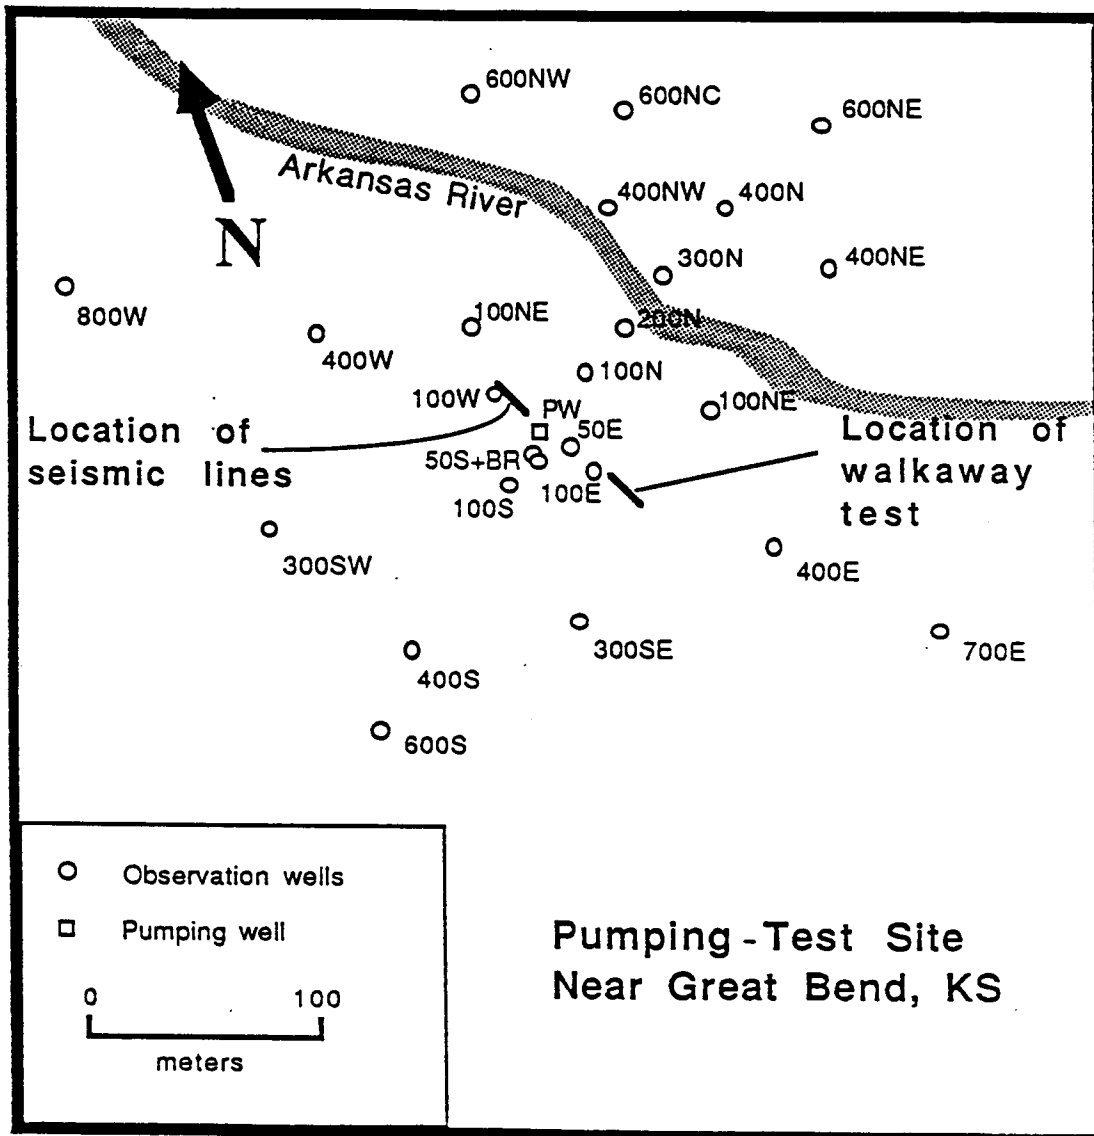 600NW
600NC
600NE
Arkansas River
400NW
400N
N
300N
400NE
800W
100NE
200N
400W
100N
100W
PW
100NE
Location of
seismic lines
50E
Location of
walkaway
test
50S+BR
100E
100S
300SW
400E
300SE
700E
400S
600S
Observation wells
Pumping well
0 100
meters
Pumping-Test Site
Near Great Bend, KS